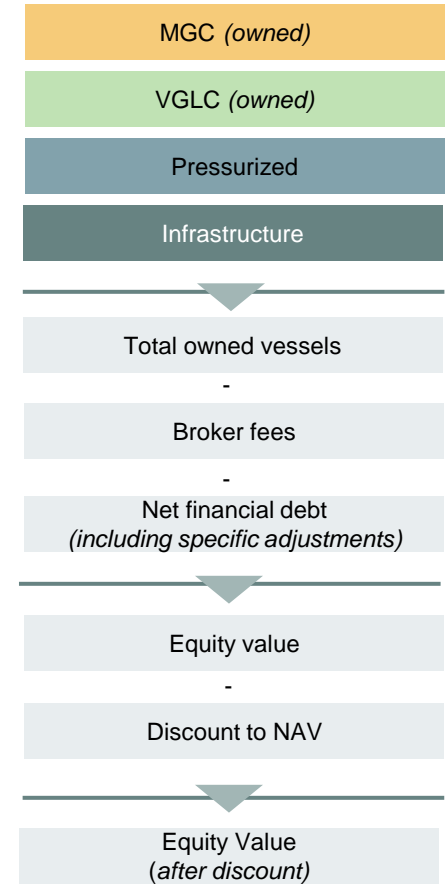 MGC (owned)
VGLC (owned)
Pressurized
Infrastructure
Total owned vessels
-
Broker fees
-
Net financial debt
(including specific adjustments)
Equity value
-
Discount to NAV
Equity Value
(after discount)